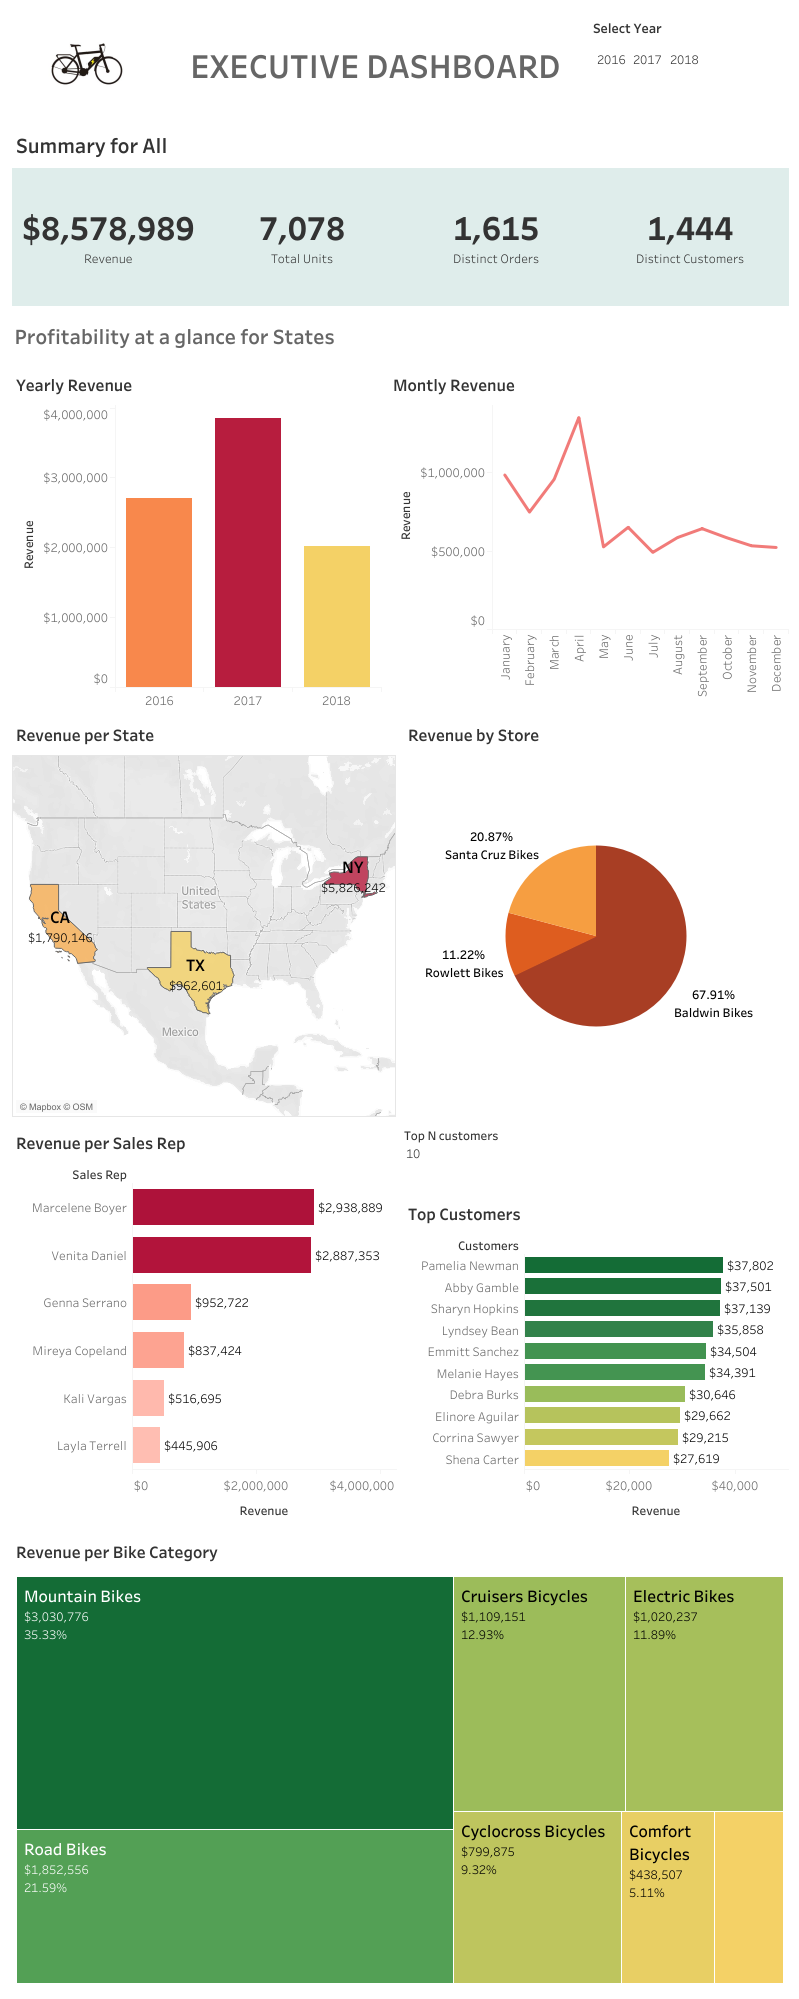 EXECUTIVE DASHBOARD
Select Year
2016 2017 2018
Summary for All
$8,578,989
Revenue
7,078
Total Units
1,615
Distinct Orders
1,444
Distinct Customers
Profitability at a glance for States
Yearly Revenue
$4,000,000
$3,000,000
$2,000,000
$1,000,000
$0
Revenue
2016
2017
2018
Montly Revenue
$1,000,000
$500,000
$0
Revenue
January
February
March
April
May
June
July
August
September
October
November
December
Revenue per State
NY
$5,826,242
United
States
CA
$1,790,146
TX
$962,601
Mexico
© Mapbox © OSM
Revenue by Store
20.87%
Santa Cruz Bikes
11.22%
Rowlett Bikes
67.91%
Baldwin Bikes
Revenue per Sales Rep
Sales Rep
Marcelene Boyer $2,938,889
Venita Daniel $2,887,353
Genna Serrano $952,722
Mireya Copeland $837,424
Kali Vargas $516,695
Layla Terrell $445,906
$0 $2,000,000 $4,000,000
Revenue
Top N customers
10
Top Customers
Customers
Pamelia Newman $37,802
Abby Gamble $37,501
Sharyn Hopkins $37,139
Lyndsey Bean $35,858
Emmitt Sanchez $34,504
Melanie Hayes $34,391
Debra Burks $30,646
Elinore Aguilar $29,662
Corrina Sawyer $29,215
Shena Carter $27,619
$0 $20,000 $40,000
Revenue
Revenue per Bike Category
Mountain Bikes
$3,030,776
35.33%
Cruisers Bicycles
$1,109,151
12.93%
Electric Bikes
$1,020,237
11.89%
Road Bikes
$1,852,556
21.59%
Cyclocross Bicycles
$799,875
9.32%
Comfort
Bicycles
$438,507
5.11%